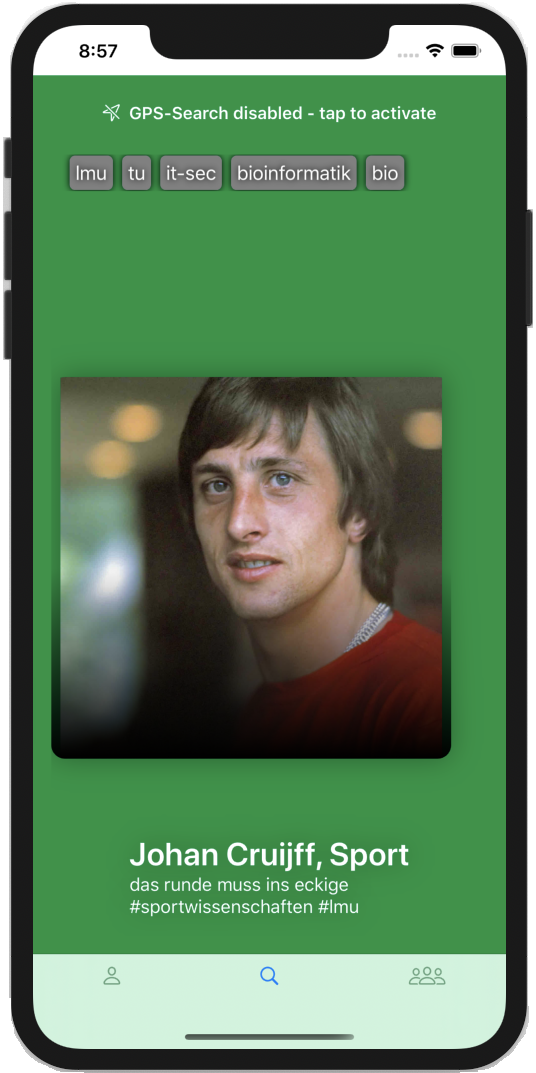 8:57
GPS-Search disabled - tap to activate
lmu tu it-sec bioinformatik bio
Johan Cruijff, Sport
das runde muss ins eckige
#sportwissenschaften #lmu